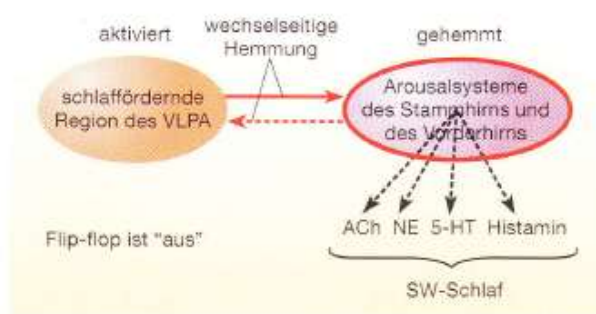 aktiviert
wechselseitige
Hemmung
gehemmt
schlaffördernde
Region des VLPA
Arousalsysteme
des Stammhirns und
des Vorderhirns
ACh NE 5-HT Histamin
Flip-flop ist "aus"
SW-Schlaf